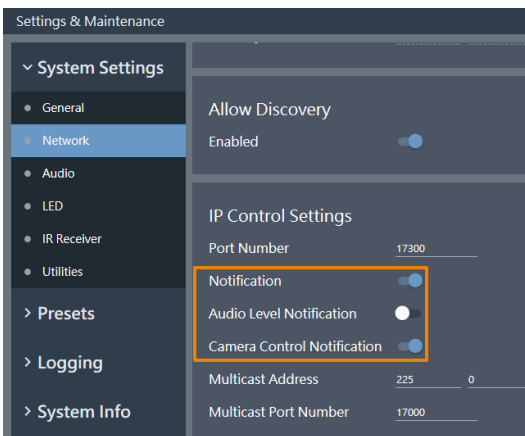 Settings & Maintenance
System Settings
General
Network
Audio
LED
IR Receiver
Utilities
Presets
Logging
System Info
Allow Discovery
Enabled
IP Control Settings
Port Number 17300
Notification
Audio Level Notification
Camera Control Notification
Multicast Address 225 0
Multicast Port Number 17000